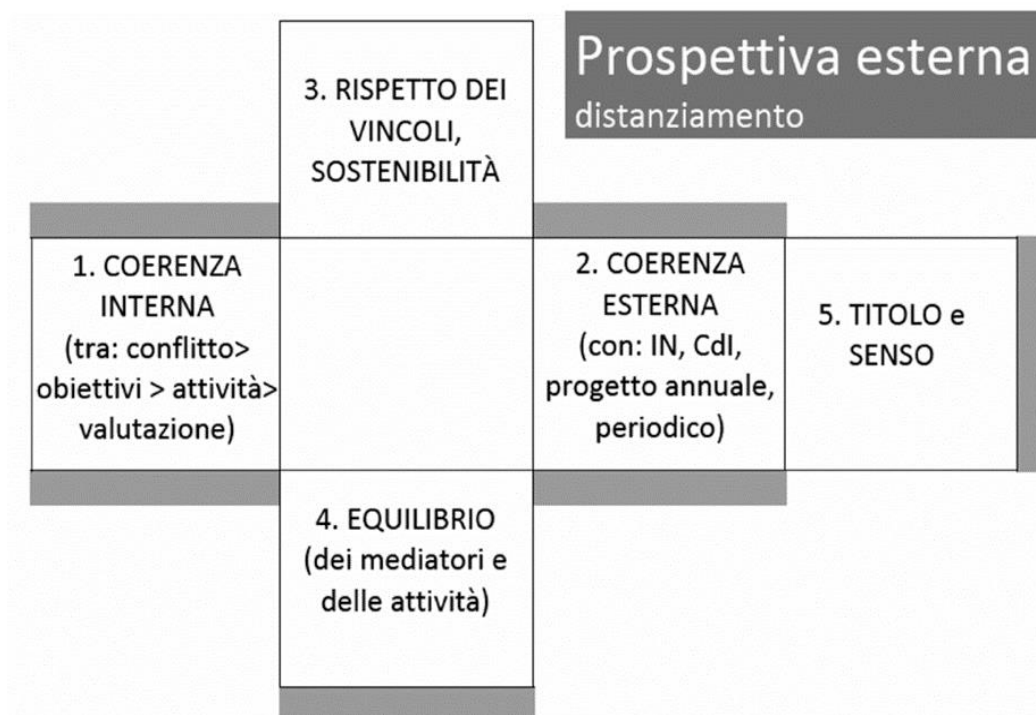 Prospettiva esterna
distanziamento
3. RISPETTO DEI
VINCOLI,
SOSTENIBILITÀ
1. COERENZA
INTERNA
(tra: conflitto>
obiettivi > attività>
valutazione)
2. COERENZA
ESTERNA
(con: IN, CdI,
progetto annuale,
periodico)
5. TITOLO e
SENSO
4. EQUILIBRIO
(dei mediatori e
delle attività)